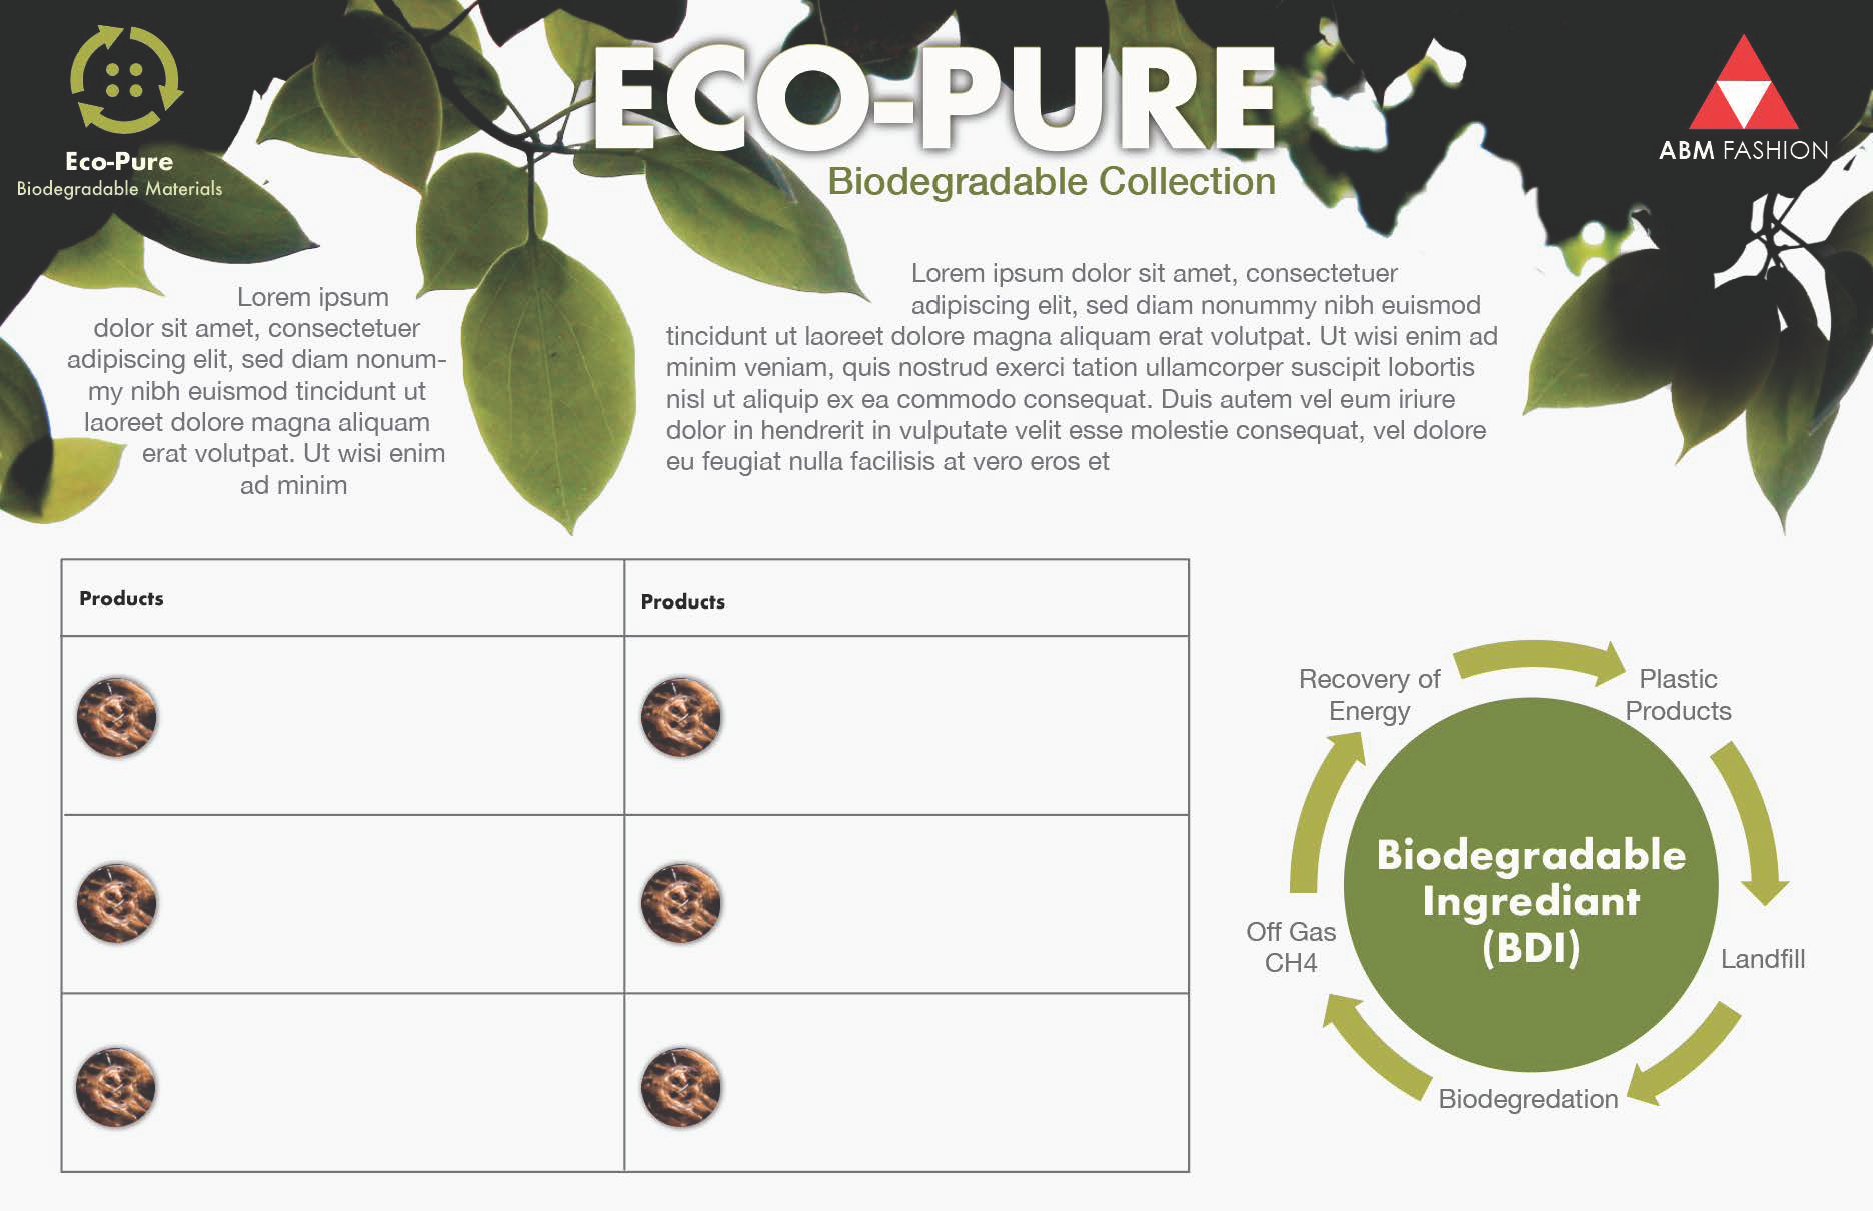 Eco-Pure
Biodegradable Materials
ECO-PURE
Biodegradable Collection
ABM FASHION
Lorem ipsum
dolor sit amet, consectetuer
adipiscing elit, sed diam nonum-
my nibh euismod tincidunt ut
laoreet dolore magna aliquam
erat volutpat. Ut wisi enim
ad minim
Lorem ipsum dolor sit amet, consectetuer
adipiscing elit, sed diam nonummy nibh euismod
tincidunt ut laoreet dolore magna aliquam erat volutpat. Ut wisi enim ad
minim veniam, quis nostrud exerci tation ullamcorper suscipit lobortis
nisl ut aliquip ex ea commodo consequat. Duis autem vel eum iriure
dolor in hendrerit in vulputate velit esse molestie consequat, vel dolore
eu feugiat nulla facilisis at vero eros et
Products
Products
Recovery of
Energy
Plastic
Products
Landfill
Biodegredation
Off Gas
CH4
Biodegradable
Ingrediant
(BDI)